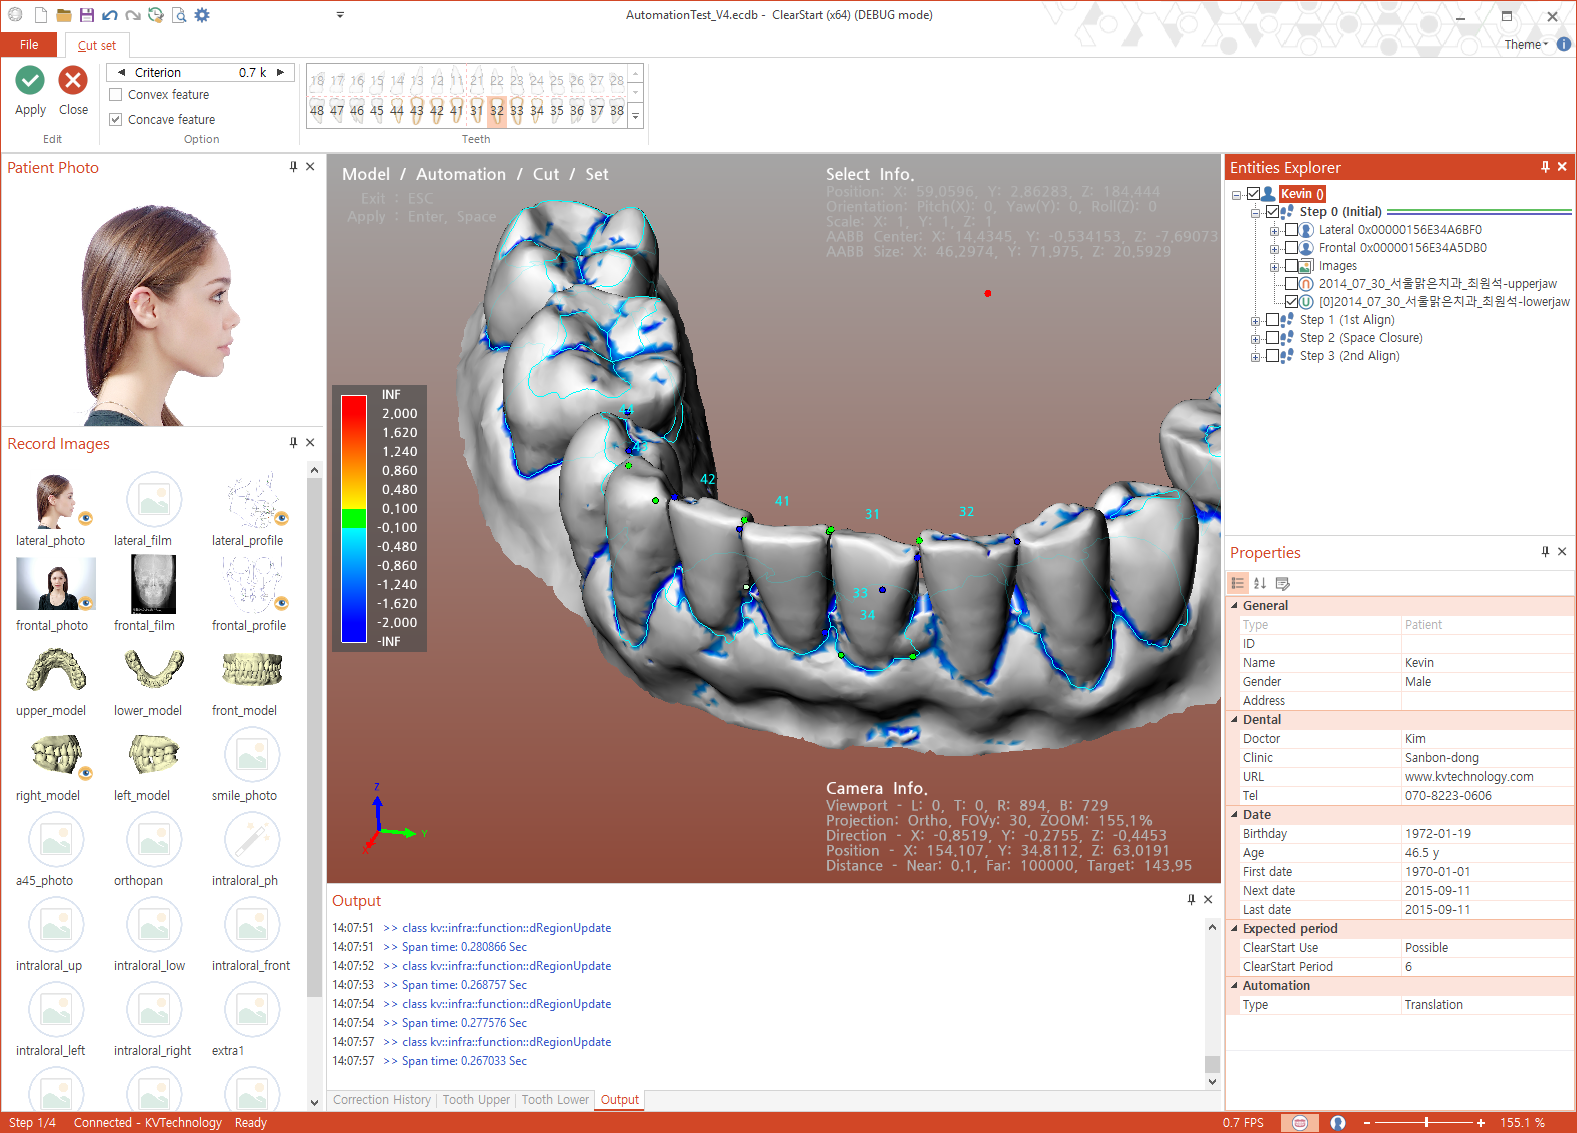 AutomationTest_V4.ecdb - ClearStart (x64) (DEBUG mode)
File
Cut set
Theme
Apply
Close
Edit
Criterion 0.7 k
Convex feature
Concave feature
Option
18 17 16 15 14 13 12 11 21 22 23 24 25 26 27 28
48 47 46 45 44 43 42 41 31 32 33 34 35 36 37 38
Teeth
Patient Photo
Record Images
lateral_photo lateral_film lateral_profile
frontal_photo frontal_film frontal_profile
upper_model lower_model front_model
right_model left_model smile_photo
a45_photo orthopan intraloral_ph
intraloral_up intraloral_low intraloral_front
intraloral_left intraloral_right extra1
Model / Automation / Cut / Set
Exit : ESC
Apply : Enter, Space
Select Info.
Position: X: 59.0596, Y: 2.86283, Z: 184.444
Orientation: Pitch(X): 0, Yaw(Y): 0, Roll(Z): 0
Scale: X: 1, Y: 1, Z: 1
AABB Center: X: 14.4345, Y: -0.534153, Z: -7.69073
AABB Size: X: 46.2974, Y: 71.975, Z: 20.5929
INF
2,000
1,620
1,240
0,860
0,480
0,100
-0,100
-0,480
-0,860
-1,240
-1,620
-2,000
-INF
42
41
31
32
33
34
Z
Y
X
Camera Info.
Viewport - L: 0, T: 0, R: 894, B: 729
Projection: Ortho, FOVy: 30, ZOOM: 155.1%
Direction - X: -0.8519, Y: -0.2755, Z: -0.4453
Position - X: 154.107, Y: 34.8112, Z: 63.0191
Distance - Near: 0.1, Far: 100000, Target: 143.95
Output
14:07:51 >> class kv::infra::function::dRegionUpdate
14:07:51 >> Span time: 0.280866 Sec
14:07:52 >> class kv::infra::function::dRegionUpdate
14:07:53 >> Span time: 0.268757 Sec
14:07:54 >> class kv::infra::function::dRegionUpdate
14:07:54 >> Span time: 0.277576 Sec
14:07:57 >> class kv::infra::function::dRegionUpdate
14:07:57 >> Span time: 0.267033 Sec
Correction History Tooth Upper Tooth Lower Output
Entities Explorer
Kevin ()
Step 0 (Initial)
Lateral 0x00000156E34A6BF0
Frontal 0x00000156E34A5DB0
Images
2014_07_30_서울맑은치과_최원석-upperjaw
[0]2014_07_30_서울맑은치과_최원석-lowerjaw
Step 1 (1st Align)
Step 2 (Space Closure)
Step 3 (2nd Align)
Properties
General
Type Patient
ID
Name Kevin
Gender Male
Address
Dental
Doctor Kim
Clinic Sanbon-dong
URL www.kvtechnology.com
Tel 070-8223-0606
Date
Birthday 1972-01-19
Age 46.5 y
First date 1970-01-01
Next date 2015-09-11
Last date 2015-09-11
Expected period
ClearStart Use Possible
ClearStart Period 6
Automation
Type Translation
Step 1/4 Connected - KVTechnology Ready
0.7 FPS
155.1 %